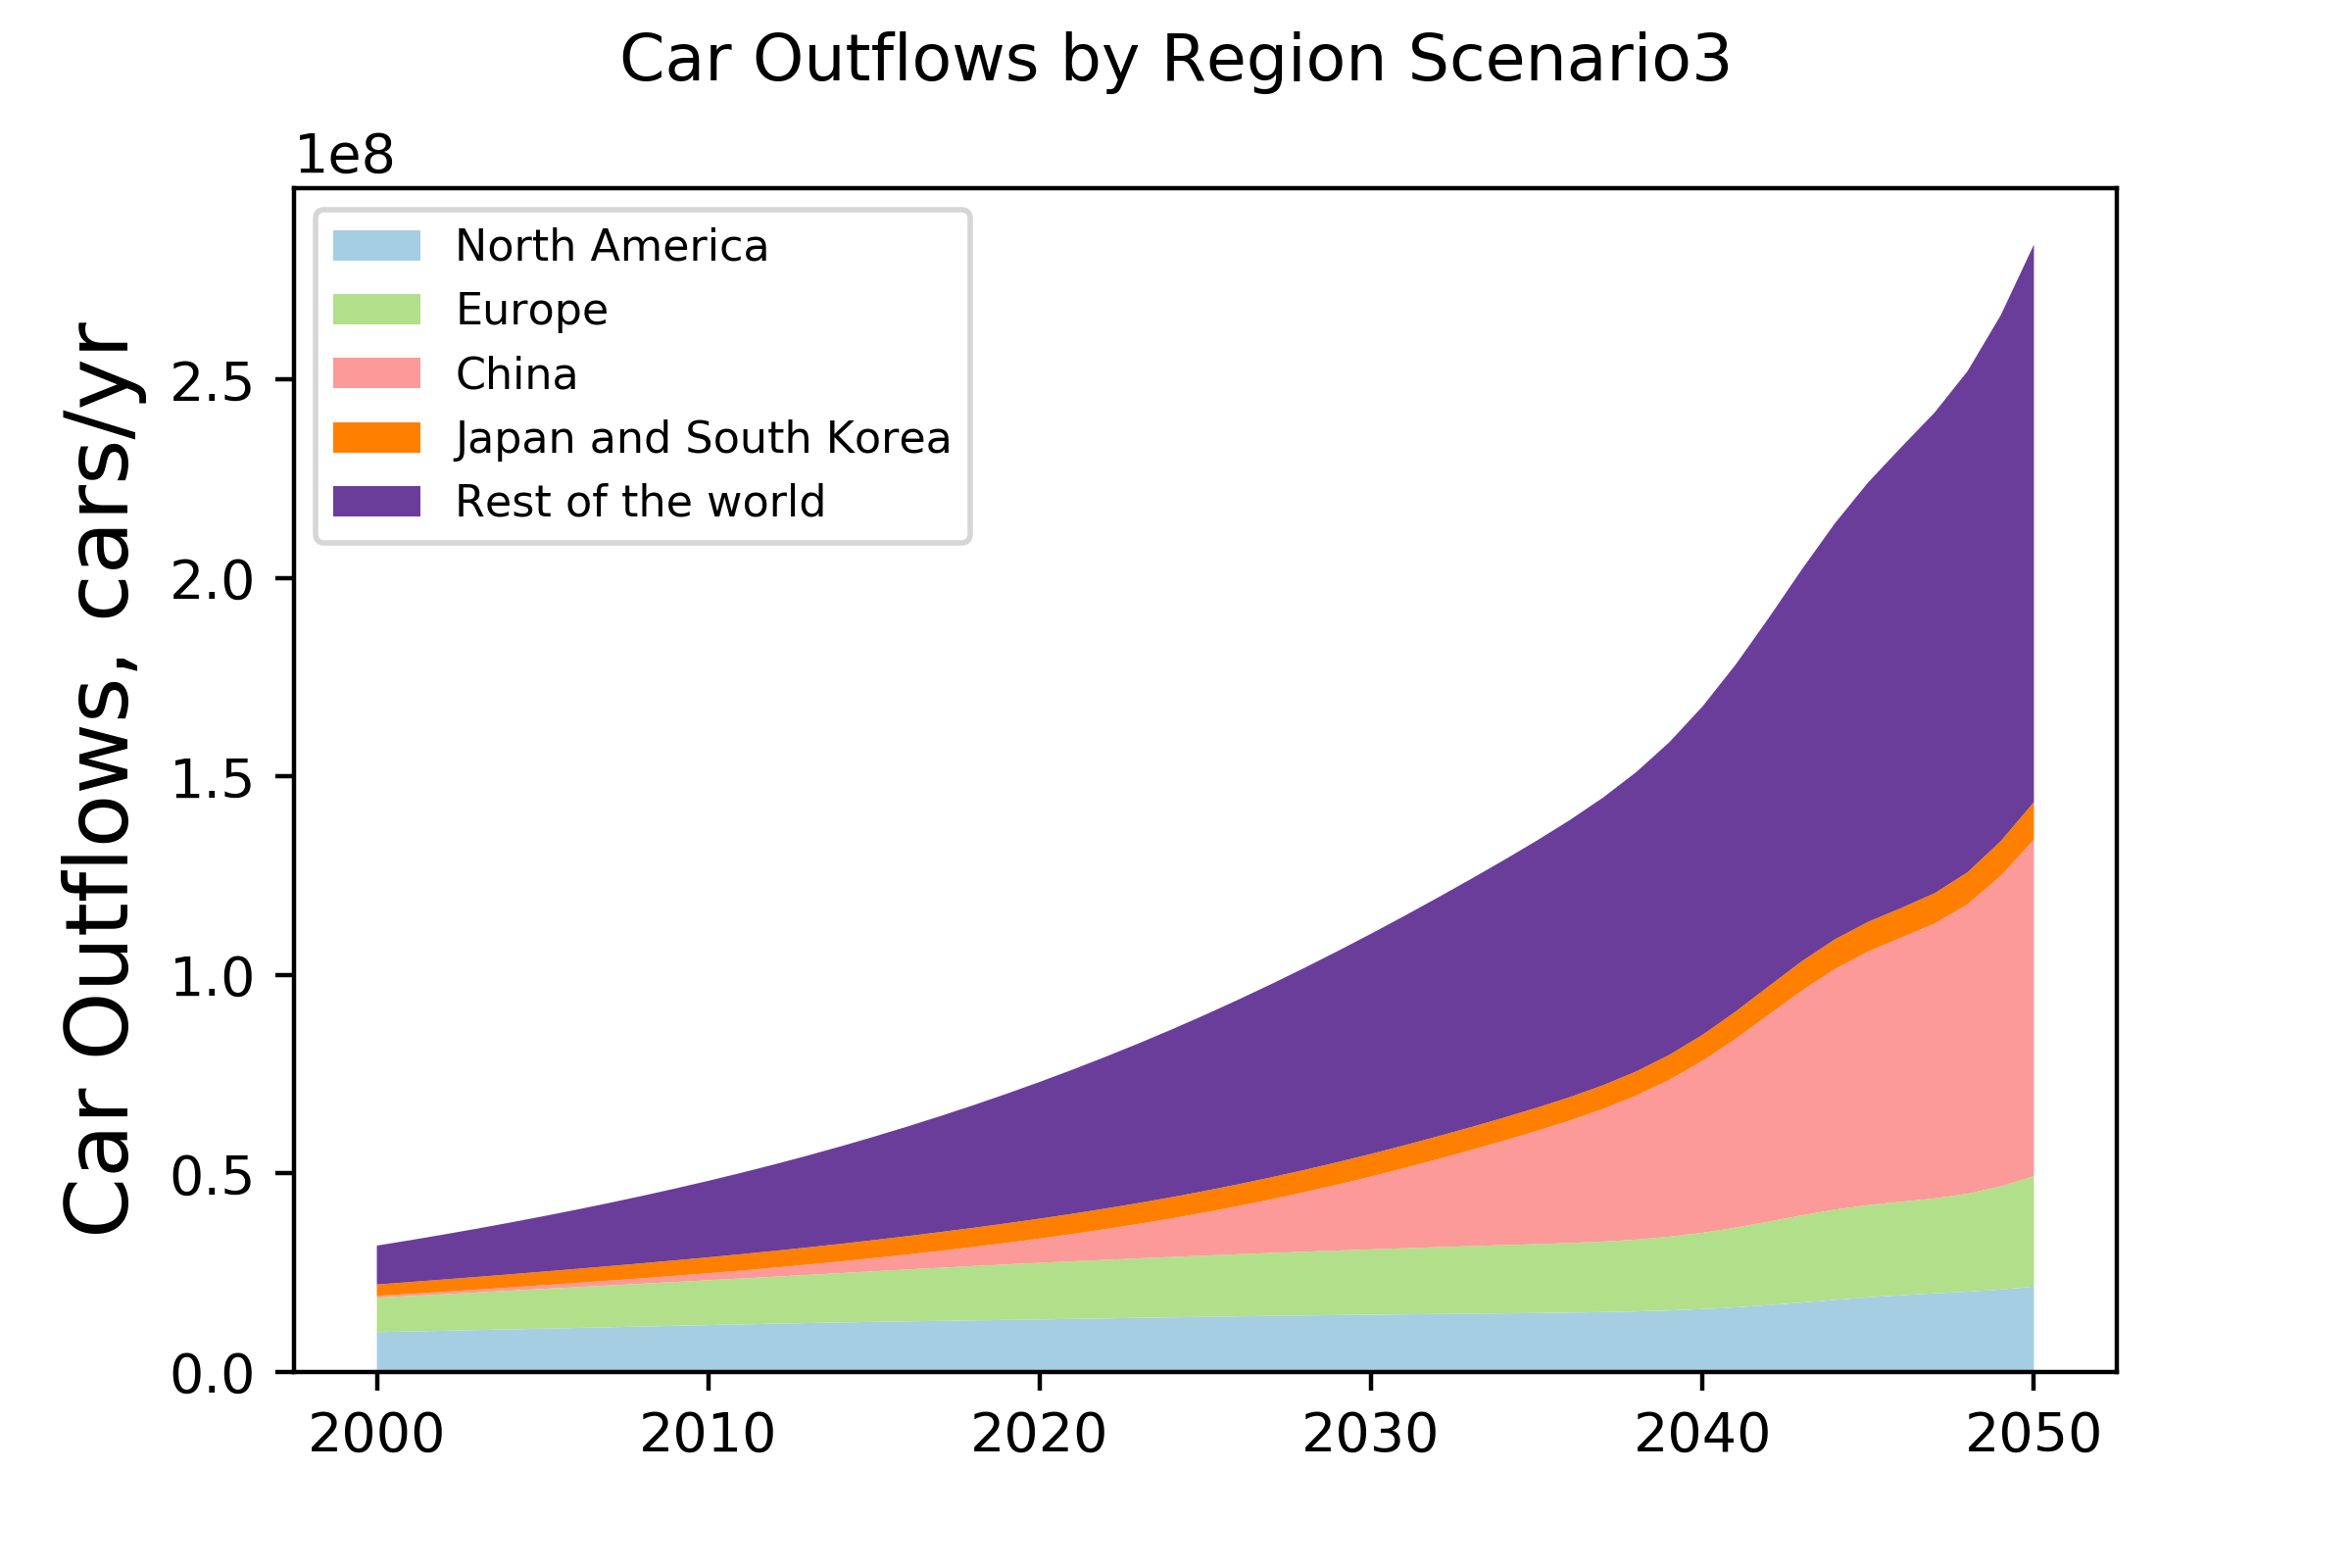 Car Outflows by Region Scenario3
1e8
North America
Europe
China
Japan and South Korea
Rest of the world
Car Outflows, cars/yr
2.5
2.0
1.5
1.0
0.5
0.0
2000 2010 2020 2030 2040 2050